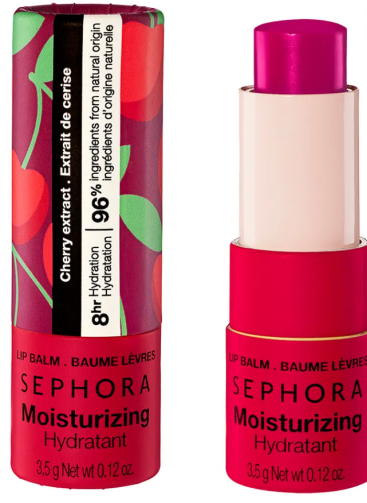 Cherry extract . Extrait de cerise
8hr Hydration
Hydratation
96% ingredients from natural origin
ingrédients d'origine naturelle
LIP BALM . BAUME LÈVRES
SEPHORA
Moisturizing
Hydratant
3,5 g Net wt 0.12 oz.
LIP BALM . BAUME LÈVRES
SEPHORA
Moisturizing
Hydratant
3,5 g Net wt 0.12 oz.